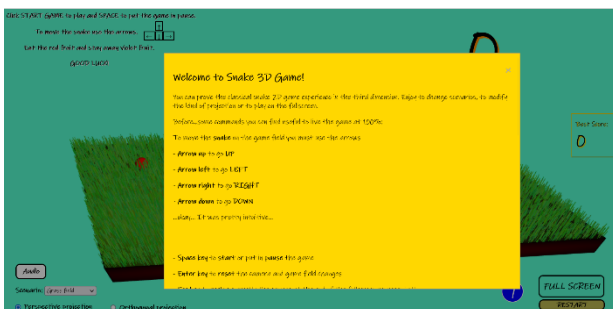 Click START GAME to play and SPACE to put the game in pause.
To move the snake use the arrows.
Eat the red fruit and stay away violet fruit.
GOOD LUCK!
Welcome to Snake 3D Game!
×
You can prove the classical snake 2D game experience in the third dimension. Enjoy to change scenarios, to modify
the kind of projection or to play on the fullscreen.
Before...some commands you can find useful to live the game at 100%:
To move the snake on the game field you must use the arrows
- Arrow up to go UP
- Arrow left to go LEFT
- Arrow right to go RIGHT
- Arrow down to go DOWN
...okay... It was pretty intuitive...
- Space key to start or put in pause the game
- Enter key to reset the camera and game field changes
Your Score:
0
Audio
Scenario: Grass field
Perspective projection
Orthogonal projection
FULL SCREEN
RESTART